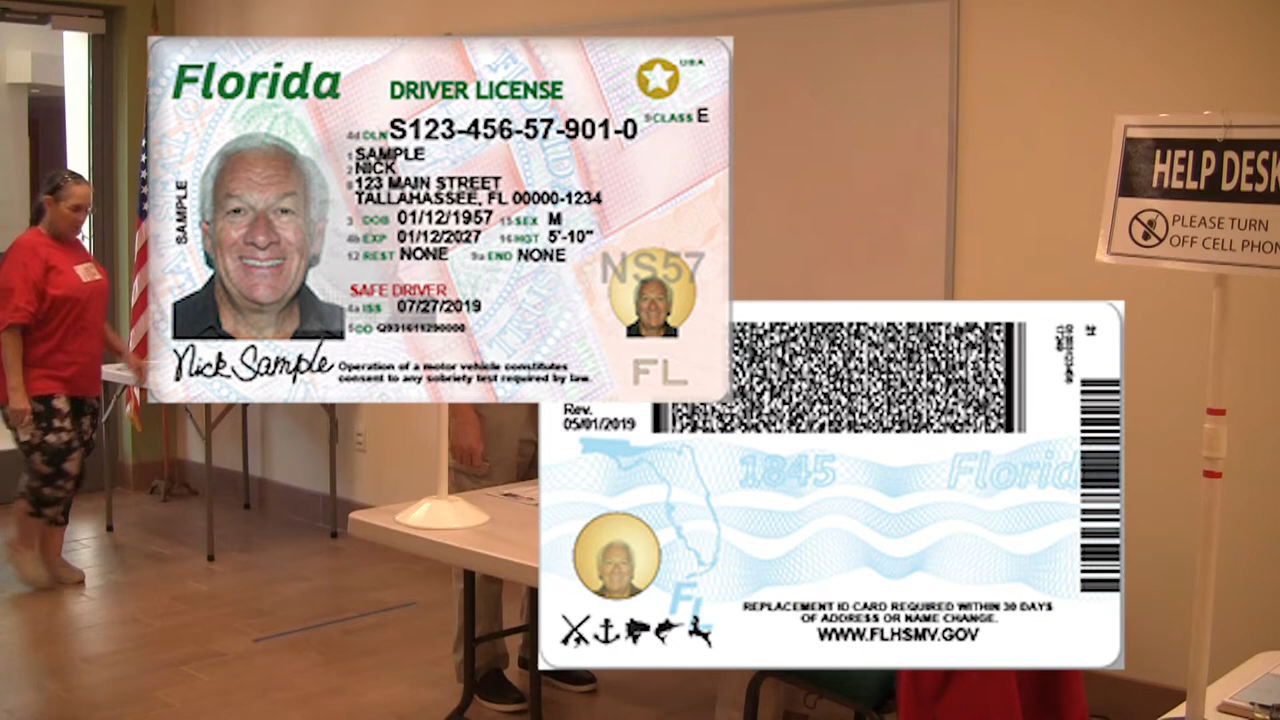 Florida
DRIVER LICENSE
USA
9 CLASS E
4d DLN S123-456-57-901-0
1 SAMPLE
2 NICK
8 123 MAIN STREET
TALLAHASSEE, FL 00000-1234
3 DOB 01/12/1957 15 SEX M
4b EXP 01/12/2027 16 HGT 5'-10"
12 REST NONE 9a END NONE
SAFE DRIVER
4a ISS 07/27/2019
5 DD Q931611290000
SAMPLE
Nick Sample
Operation of a motor vehicle constitutes
consent to any sobriety test required by law.
NS57
FL
HELP DESK
PLEASE TURN
OFF CELL PHON
Rev.
05/01/2019
1845
Florid
FL
REPLACEMENT ID CARD REQUIRED WITHIN 30 DAYS
OF ADDRESS OR NAME CHANGE.
WWW.FLHSMV.GOV